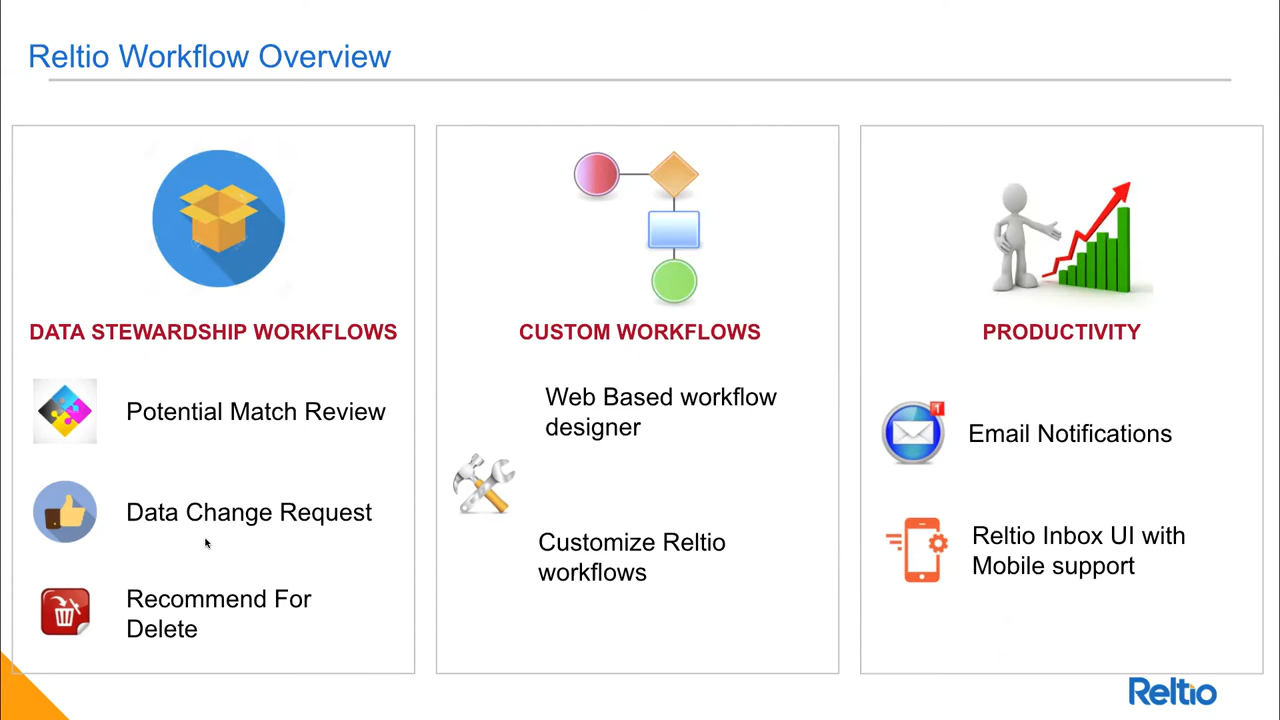 Reltio Workflow Overview
DATA STEWARDSHIP WORKFLOWS
Potential Match Review
Data Change Request
Recommend For
Delete
CUSTOM WORKFLOWS
Web Based workflow
designer
Customize Reltio
workflows
PRODUCTIVITY
1
Email Notifications
Reltio Inbox UI with
Mobile support
Reltio